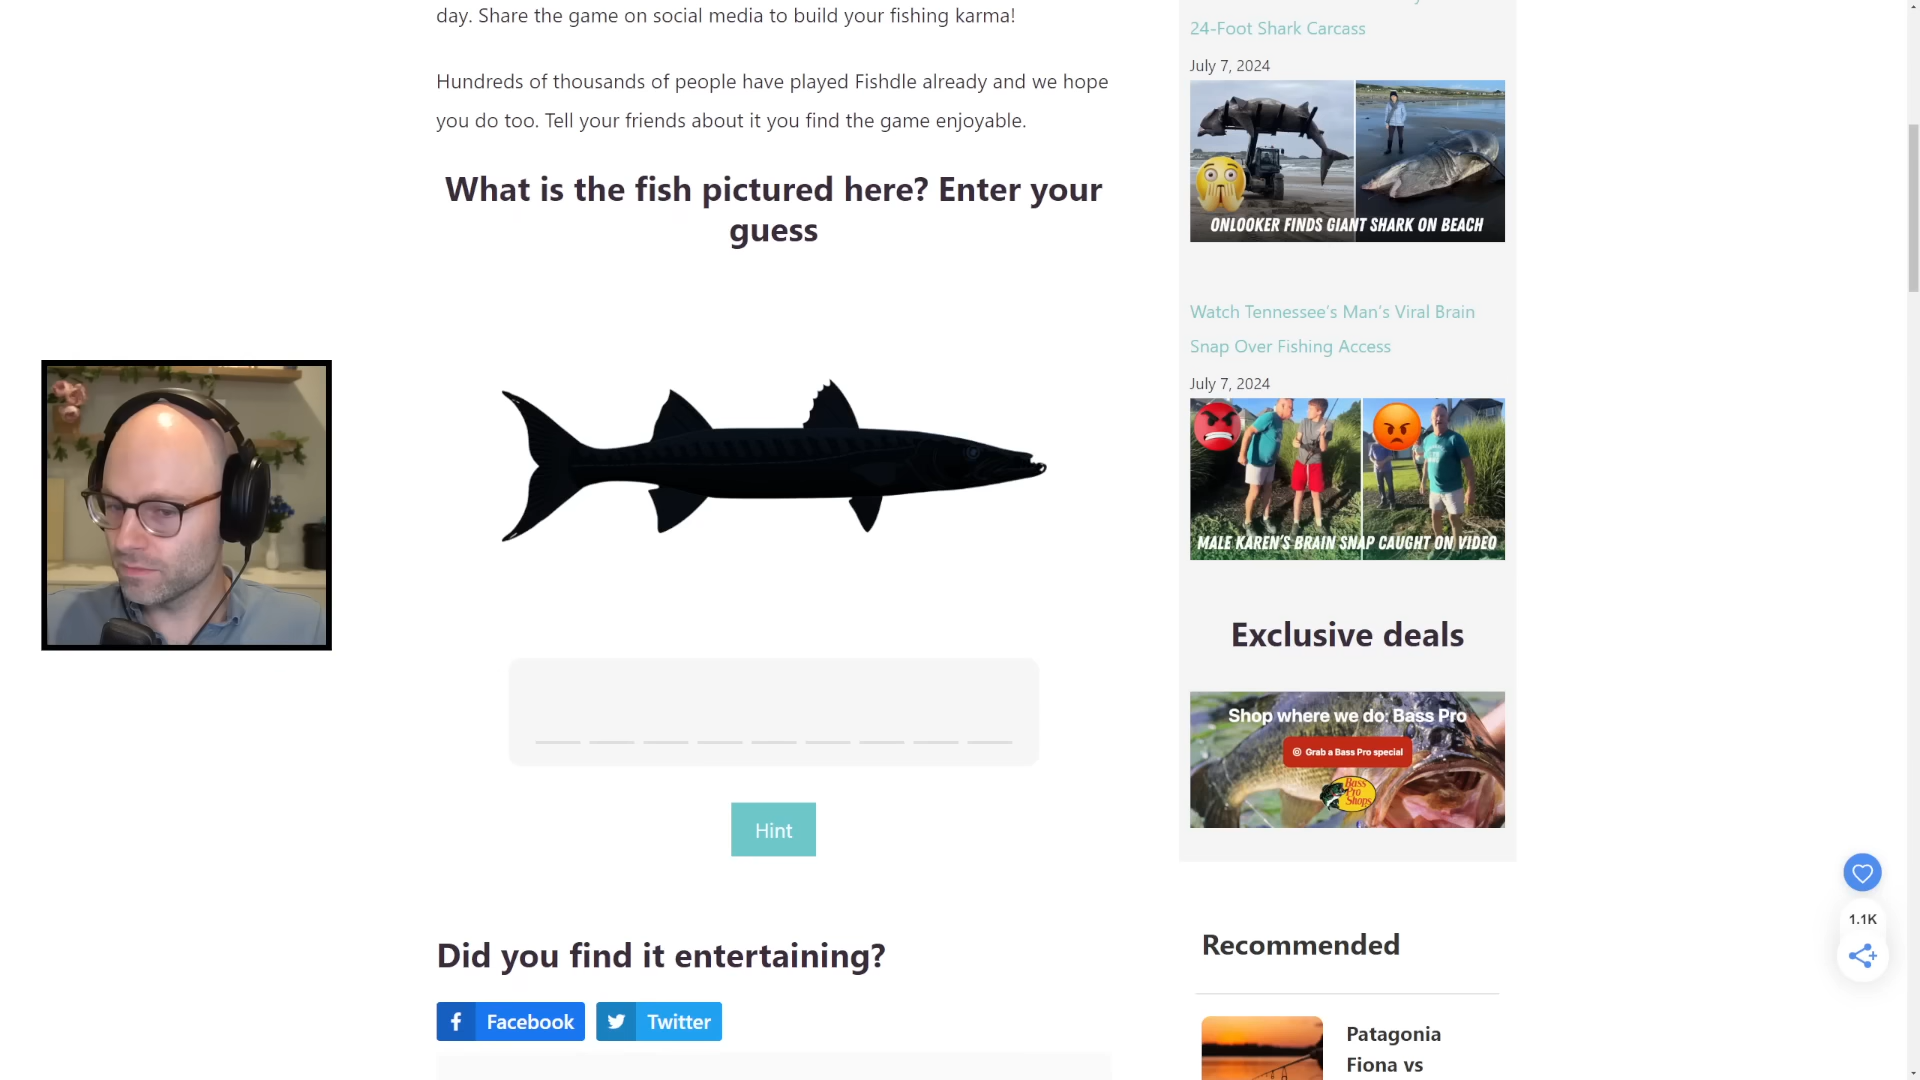 day. Share the game on social media to build your fishing karma!
Hundreds of thousands of people have played Fishdle already and we hope
you do too. Tell your friends about it you find the game enjoyable.
What is the fish pictured here? Enter your
guess
Hint
Did you find it entertaining?
Facebook
Twitter
24-Foot Shark Carcass
July 7, 2024
ONLOOKER FINDS GIANT SHARK ON BEACH
Watch Tennessee's Man's Viral Brain
Snap Over Fishing Access
July 7, 2024
MALE KAREN'S BRAIN SNAP CAUGHT ON VIDEO
Exclusive deals
Shop where we do: Bass Pro
Grab a Bass Pro special
Bass
Pro
Shops
Recommended
Patagonia
Fiona vs
1.1K